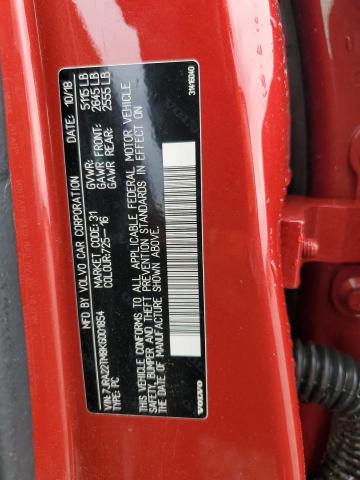 MFD. BY VOLVO CAR CORPORATION DATE: 10/18
GVWR: 5115 LB
MARKET CODE: 31 GAWR FRONT: 2645 LB
COLOUR: 725-16 GAWR REAR: 2555 LB
VIN: 7JRA22TM8KG001854
TYPE: PC
THIS VEHICLE CONFORMS TO ALL APPLICABLE FEDERAL MOTOR VEHICLE
SAFETY, BUMPER AND THEFT PREVENTION STANDARDS IN EFFECT
ON THE DATE OF MANUFACTURE SHOWN ABOVE.
VOLVO
31416040